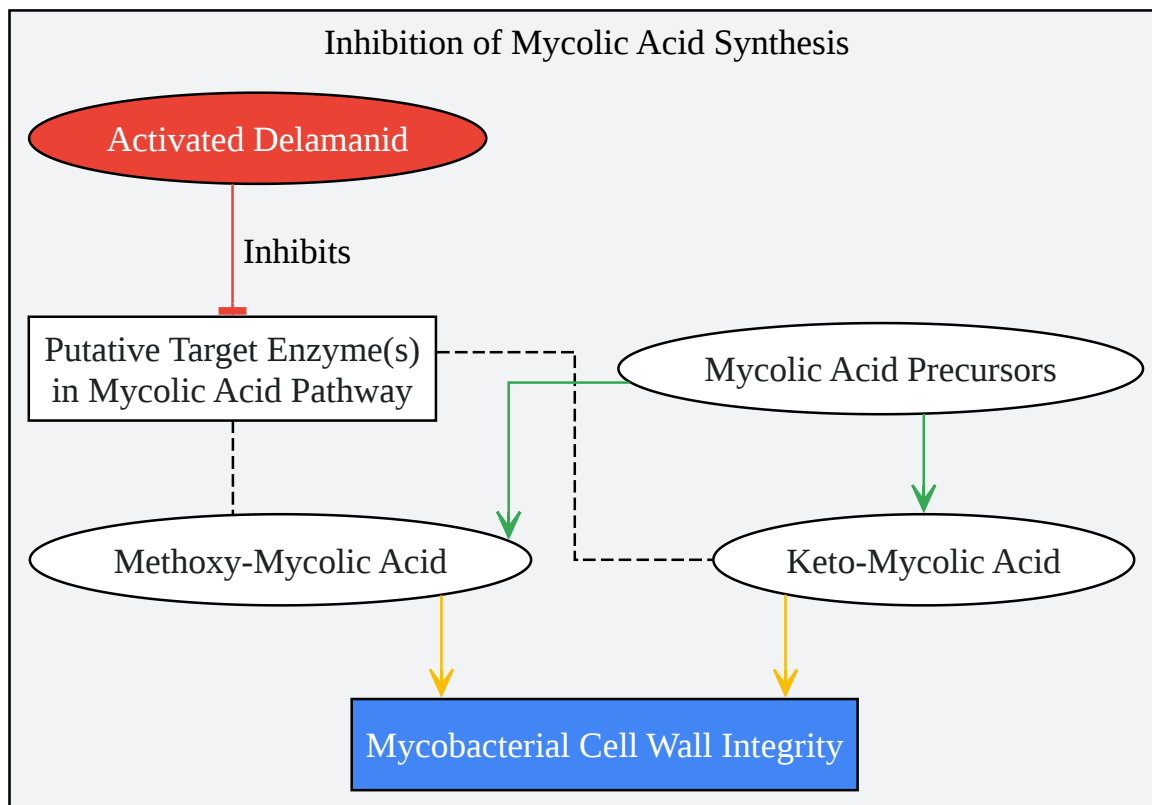 Inhibition of Mycolic Acid Synthesis
Activated Delamanid
Inhibits
Putative Target Enzyme(s)
in Mycolic Acid Pathway
Mycolic Acid Precursors
Methoxy-Mycolic Acid
Keto-Mycolic Acid
Mycobacterial Cell Wall Integrity